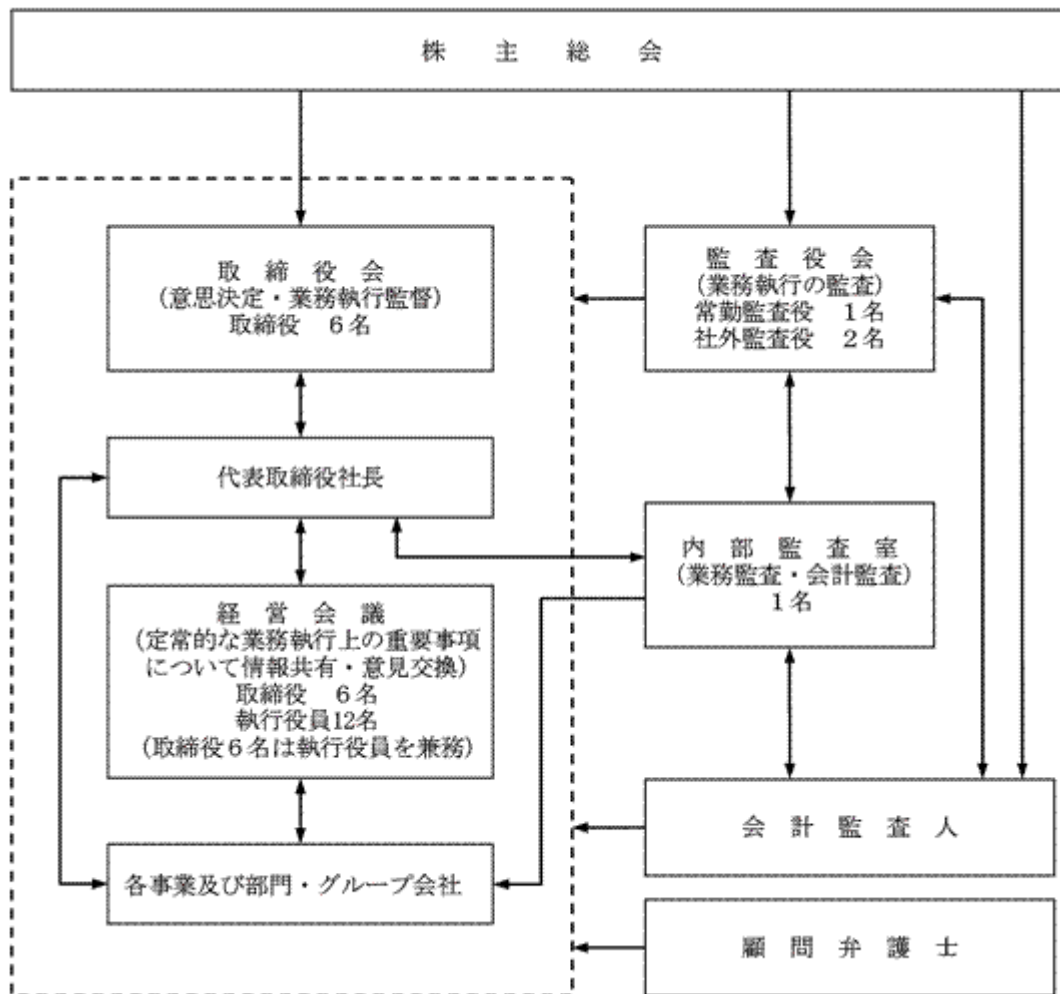 株主総会
取締役会
(意思決定・業務執行監督)
取締役　6名
監査役会
(業務執行の監査)
常勤監査役　1名
社外監査役　2名
代表取締役社長
内部監査室
(業務監査・会計監査)
1名
経営会議
(定常的な業務執行上の重要事項
について情報共有・意見交換)
取締役　6名
執行役員12名
(取締役6名は執行役員を兼務)
会計監査人
各事業及び部門・グループ会社
顧問弁護士